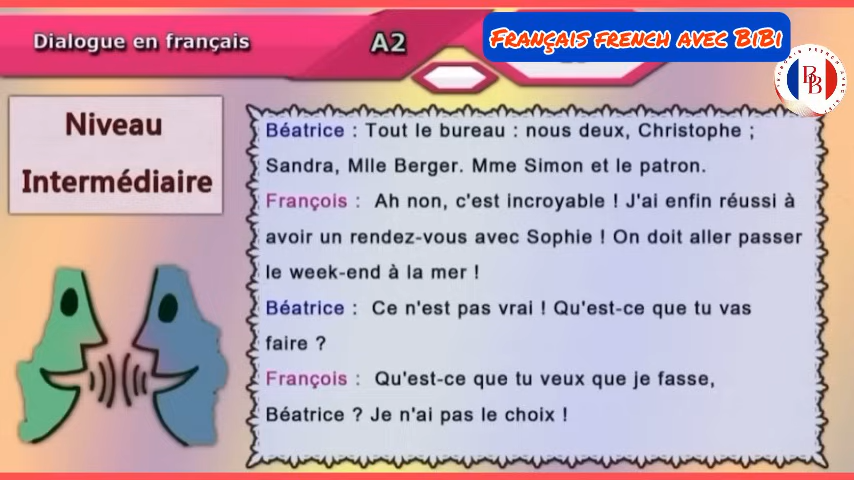 Dialogue en français
A2
Français french avec BiBi
Niveau
Intermédiaire
Béatrice : Tout le bureau : nous deux, Christophe ;
Sandra, Mlle Berger. Mme Simon et le patron.
François : Ah non, c'est incroyable ! J'ai enfin réussi à
avoir un rendez-vous avec Sophie ! On doit aller passer
le week-end à la mer !
Béatrice : Ce n'est pas vrai ! Qu'est-ce que tu vas
faire ?
François : Qu'est-ce que tu veux que je fasse,
Béatrice ? Je n'ai pas le choix !